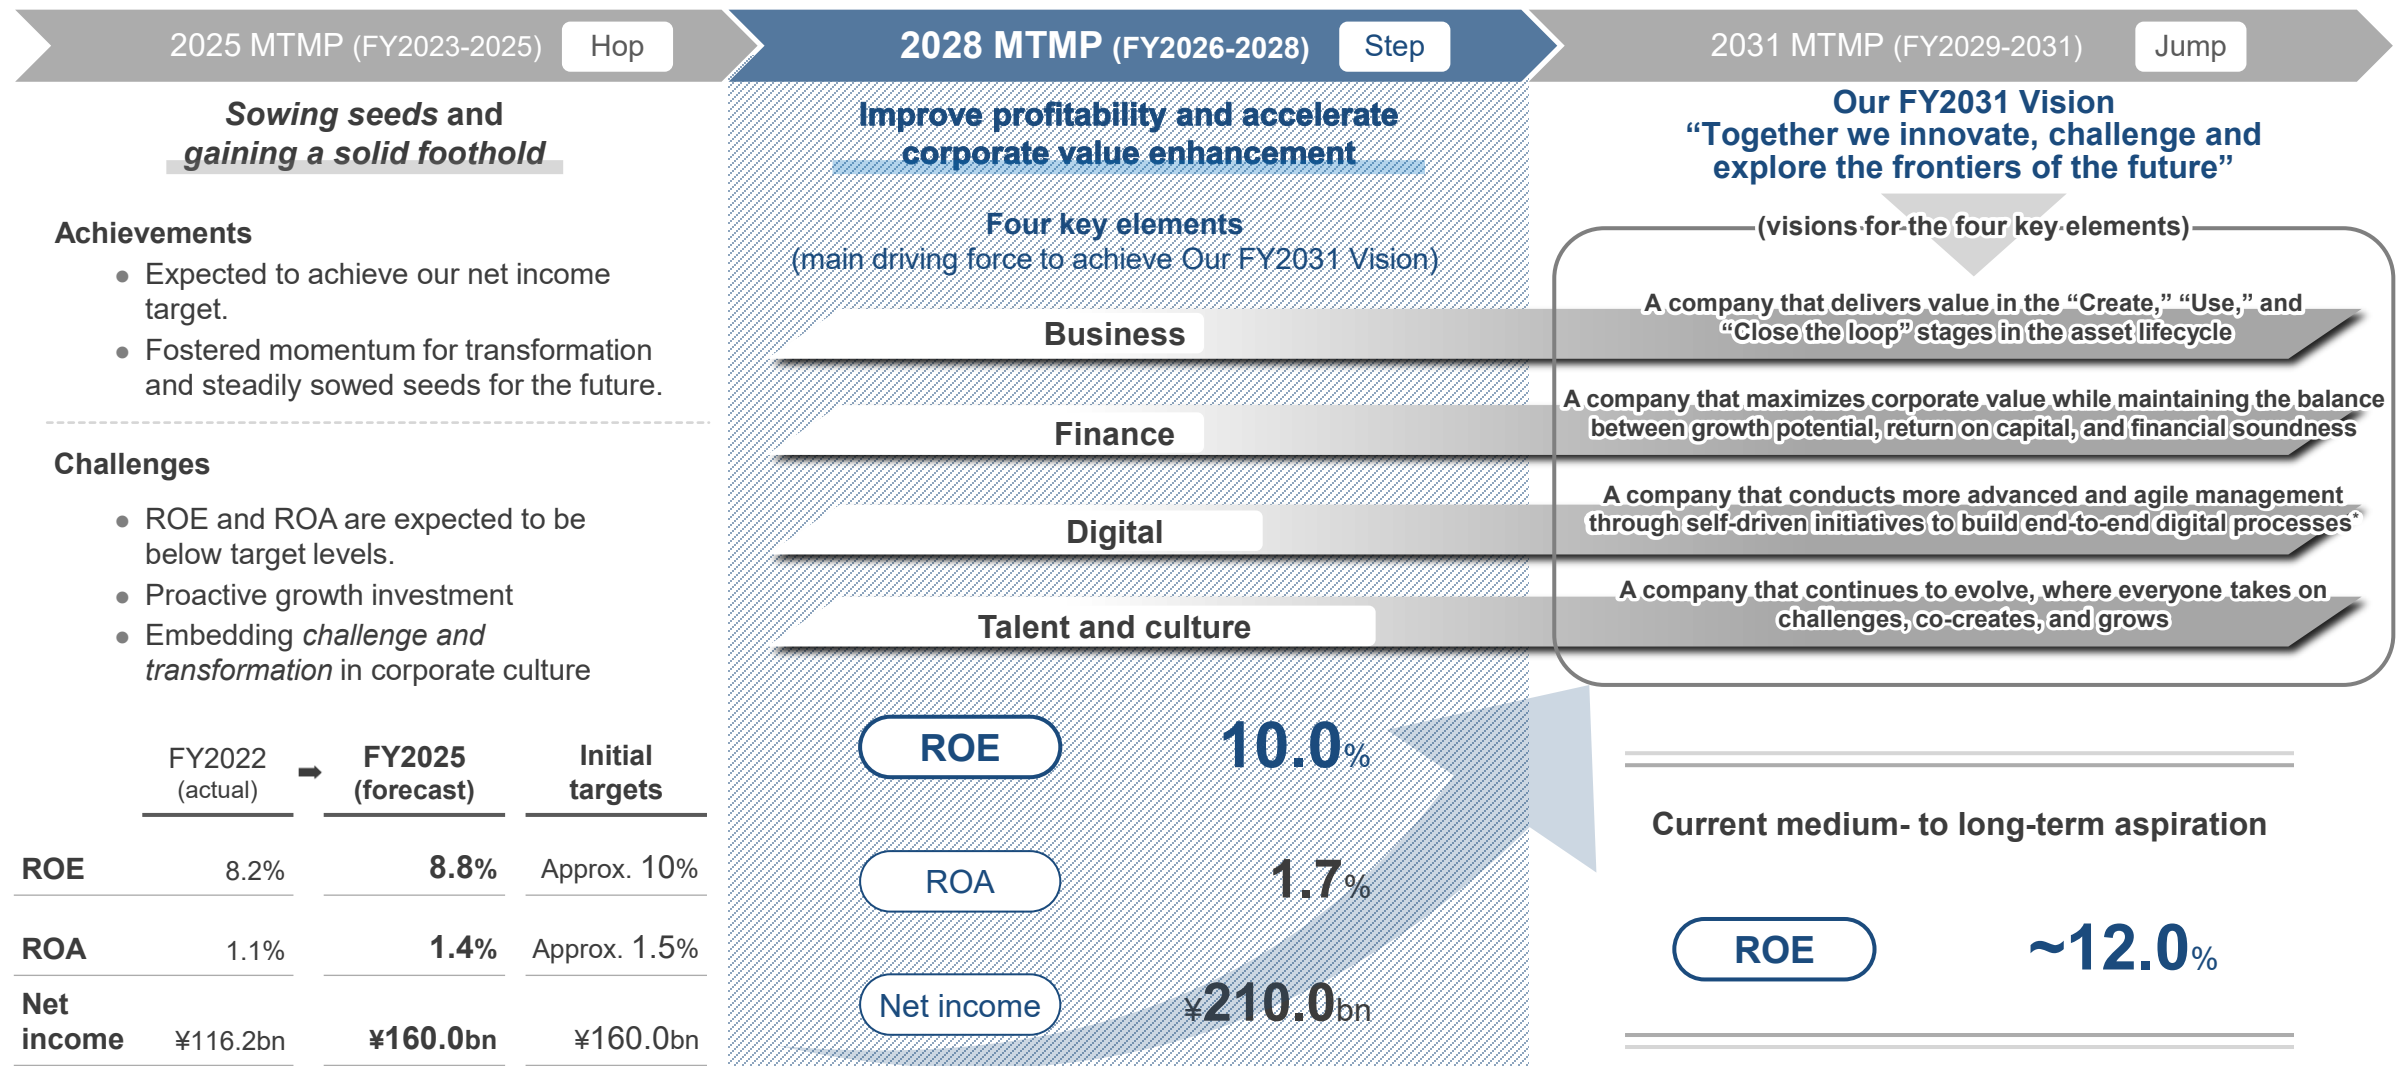 2025 MTMP (FY2023-2025) Hop
2028 MTMP (FY2026-2028) Step
2031 MTMP (FY2029-2031) Jump
Sowing seeds and
gaining a solid foothold
Achievements
● Expected to achieve our net income
target.
● Fostered momentum for transformation
and steadily sowed seeds for the future.
Challenges
● ROE and ROA are expected to be
below target levels.
● Proactive growth investment
● Embedding challenge and
transformation in corporate culture
FY2022 ➡ FY2025 Initial
(actual) (forecast) targets
ROE 8.2% 8.8% Approx. 10%
ROA 1.1% 1.4% Approx. 1.5%
Net
income ¥116.2bn ¥160.0bn ¥160.0bn
Improve profitability and accelerate
corporate value enhancement
Four key elements
(main driving force to achieve Our FY2031 Vision)
Business
Finance
Digital
Talent and culture
ROE 10.0%
ROA 1.7%
Net income ¥210.0bn
Our FY2031 Vision
“Together we innovate, challenge and
explore the frontiers of the future”
(visions for the four key elements)
A company that delivers value in the “Create,” “Use,” and
“Close the loop” stages in the asset lifecycle
A company that maximizes corporate value while maintaining the balance
between growth potential, return on capital, and financial soundness
A company that conducts more advanced and agile management
through self-driven initiatives to build end-to-end digital processes*
A company that continues to evolve, where everyone takes on
challenges, co-creates, and grows
Current medium- to long-term aspiration
ROE ~12.0%